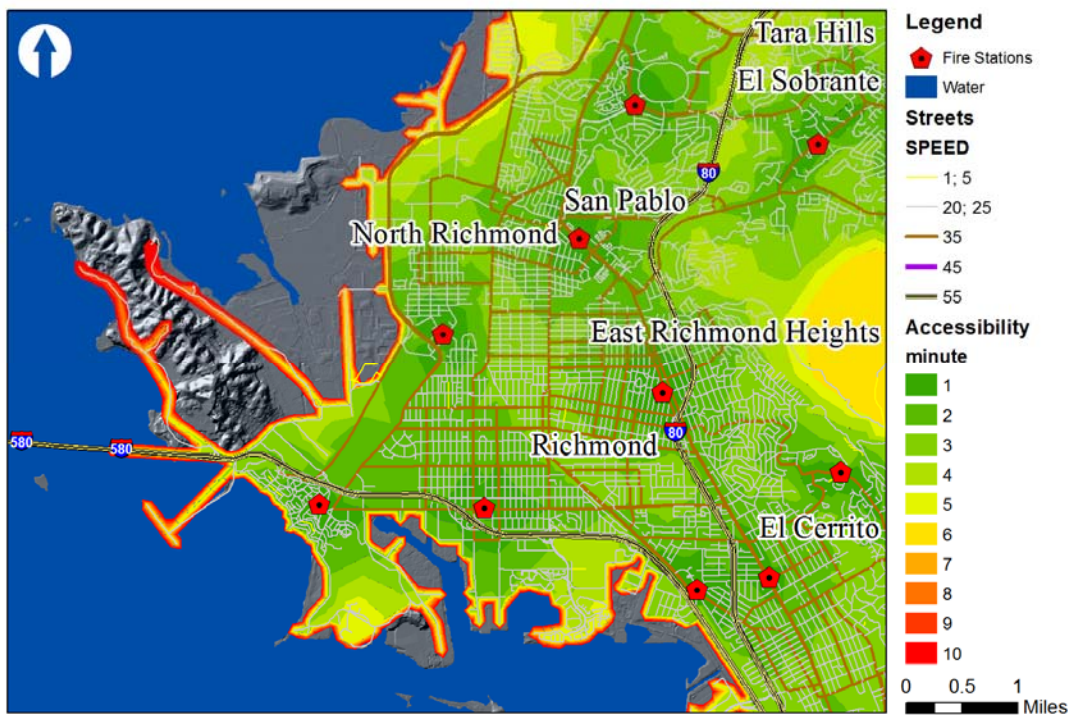 Tara Hills
El Sobrante
80
San Pablo
North Richmond
East Richmond Heights
80
Richmond
580
580
El Cerrito
Legend
Fire Stations
Water
Streets
SPEED
1; 5
20; 25
35
45
55
Accessibility
minute
1
2
3
4
5
6
7
8
9
10
0 0.5 1
Miles